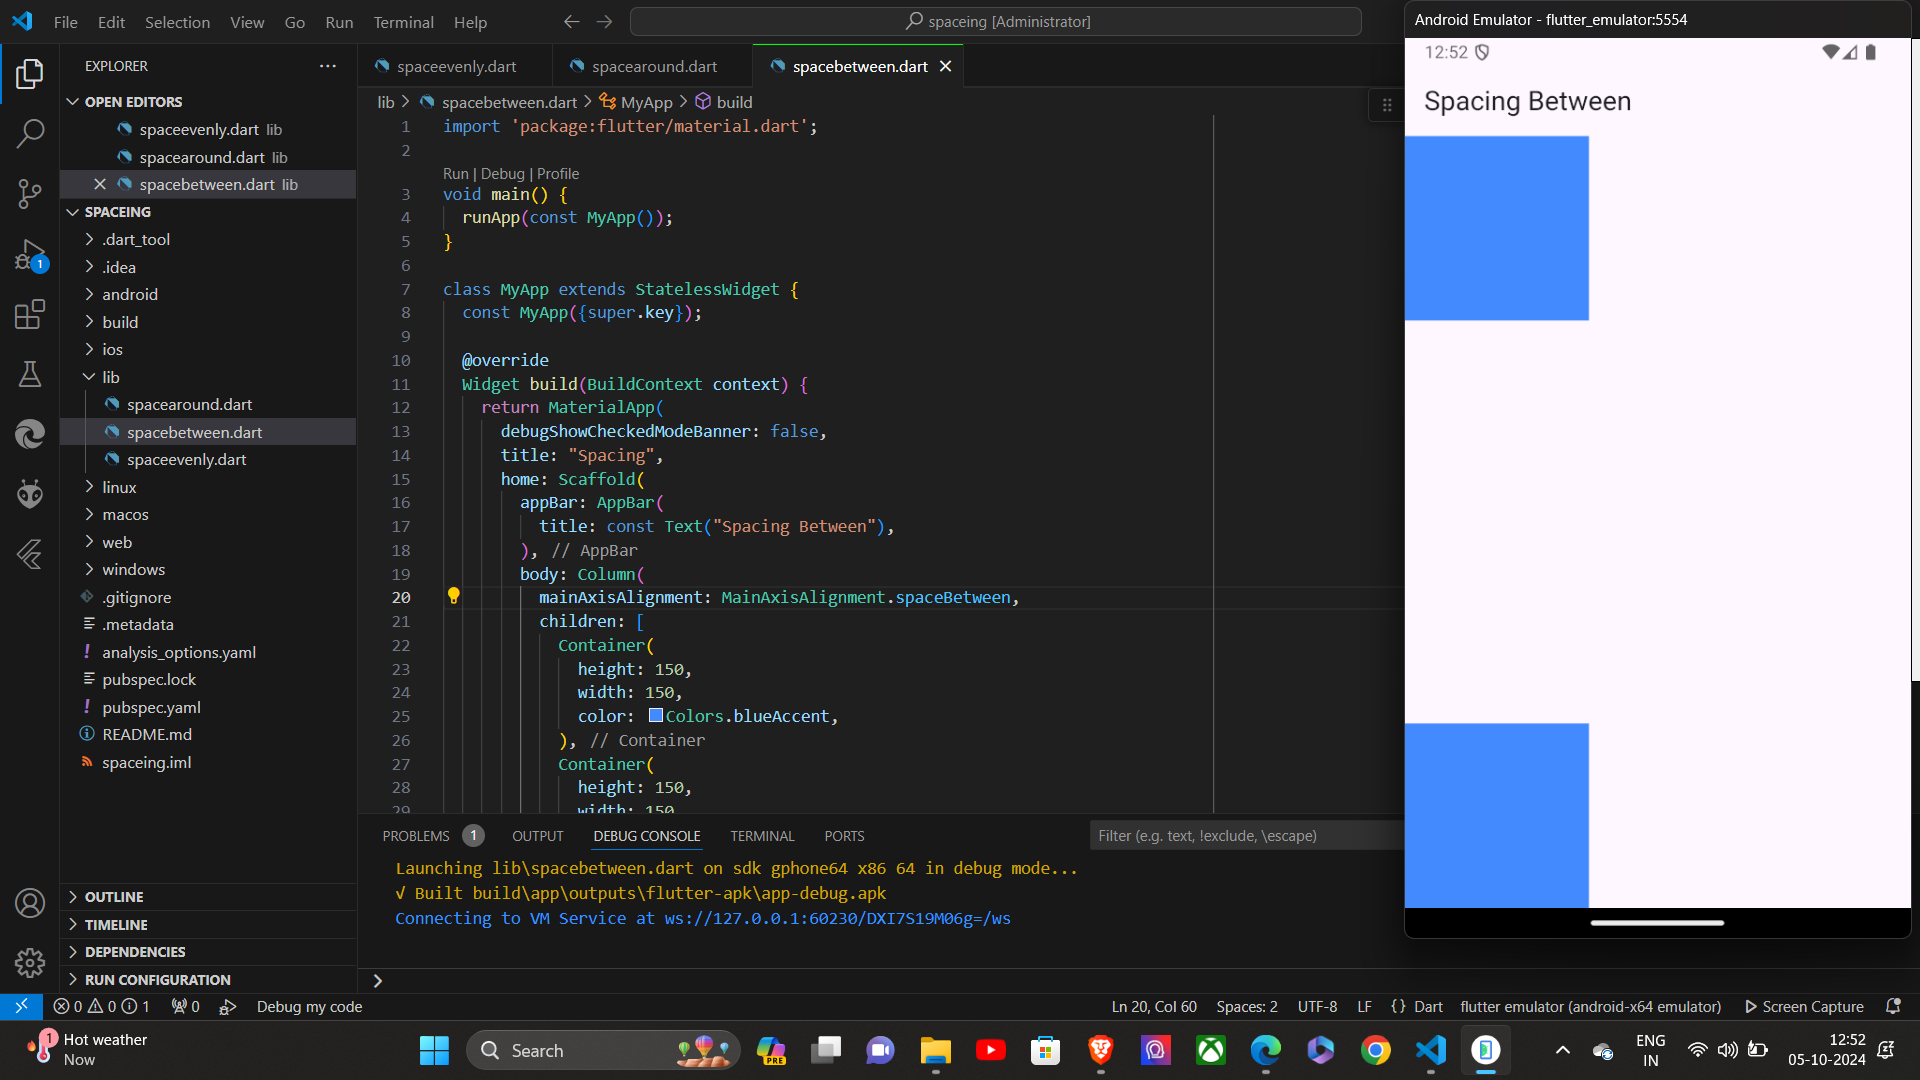 File Edit Selection View Go Run Terminal Help
spaceing [Administrator]
EXPLORER
OPEN EDITORS
spaceevenly.dart lib
spacearound.dart lib
spacebetween.dart lib
SPACEING
.dart_tool
.idea
android
build
ios
lib
spacearound.dart
spacebetween.dart
spaceevenly.dart
linux
macos
web
windows
.gitignore
.metadata
analysis_options.yaml
pubspec.lock
pubspec.yaml
README.md
spaceing.iml
OUTLINE
TIMELINE
DEPENDENCIES
RUN CONFIGURATION
spaceevenly.dart spacearound.dart spacebetween.dart
lib > spacebetween.dart > MyApp > build
1 import 'package:flutter/material.dart';
2
Run | Debug | Profile
3 void main() {
4 runApp(const MyApp());
5 }
6
7 class MyApp extends StatelessWidget {
8 const MyApp({super.key});
9
10 @override
11 Widget build(BuildContext context) {
12 return MaterialApp(
13 debugShowCheckedModeBanner: false,
14 title: "Spacing",
15 home: Scaffold(
16 appBar: AppBar(
17 title: const Text("Spacing Between"),
18 ), // AppBar
19 body: Column(
20 mainAxisAlignment: MainAxisAlignment.spaceBetween,
21 children: [
22 Container(
23 height: 150,
24 width: 150,
25 color: Colors.blueAccent,
26 ), // Container
27 Container(
28 height: 150,
29 width: 150
PROBLEMS 1 OUTPUT DEBUG CONSOLE TERMINAL PORTS
Filter (e.g. text, !exclude, \escape)
Launching lib\spacebetween.dart on sdk gphone64 x86 64 in debug mode...
√ Built build\app\outputs\flutter-apk\app-debug.apk
Connecting to VM Service at ws://127.0.0.1:60230/DXI7S19M06g=/ws
Android Emulator - flutter_emulator:5554
12:52
Spacing Between
1
0 0 1 0 Debug my code
Ln 20, Col 60 Spaces: 2 UTF-8 LF {} Dart flutter emulator (android-x64 emulator) Screen Capture
1
Hot weather
Now
Search
PRE
ENG
IN
12:52
05-10-2024